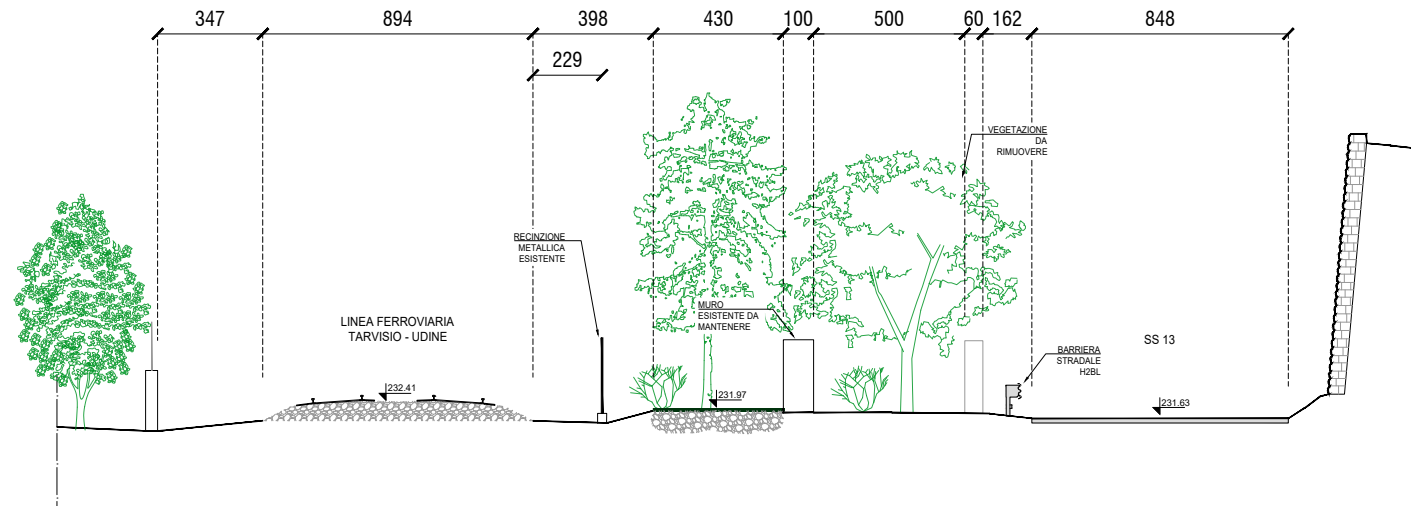 347
894
398
430
100
500
60
162
848
229
VEGETAZIONE
DA
RIMUOVERE
RECINZIONE
METALLICA
ESISTENTE
LINEA FERROVIARIA
TARVISIO - UDINE
MURO
ESISTENTE DA
MANTENERE
SS 13
BARRIERA
STRADALE
H2BL
232.41
231.97
231.63